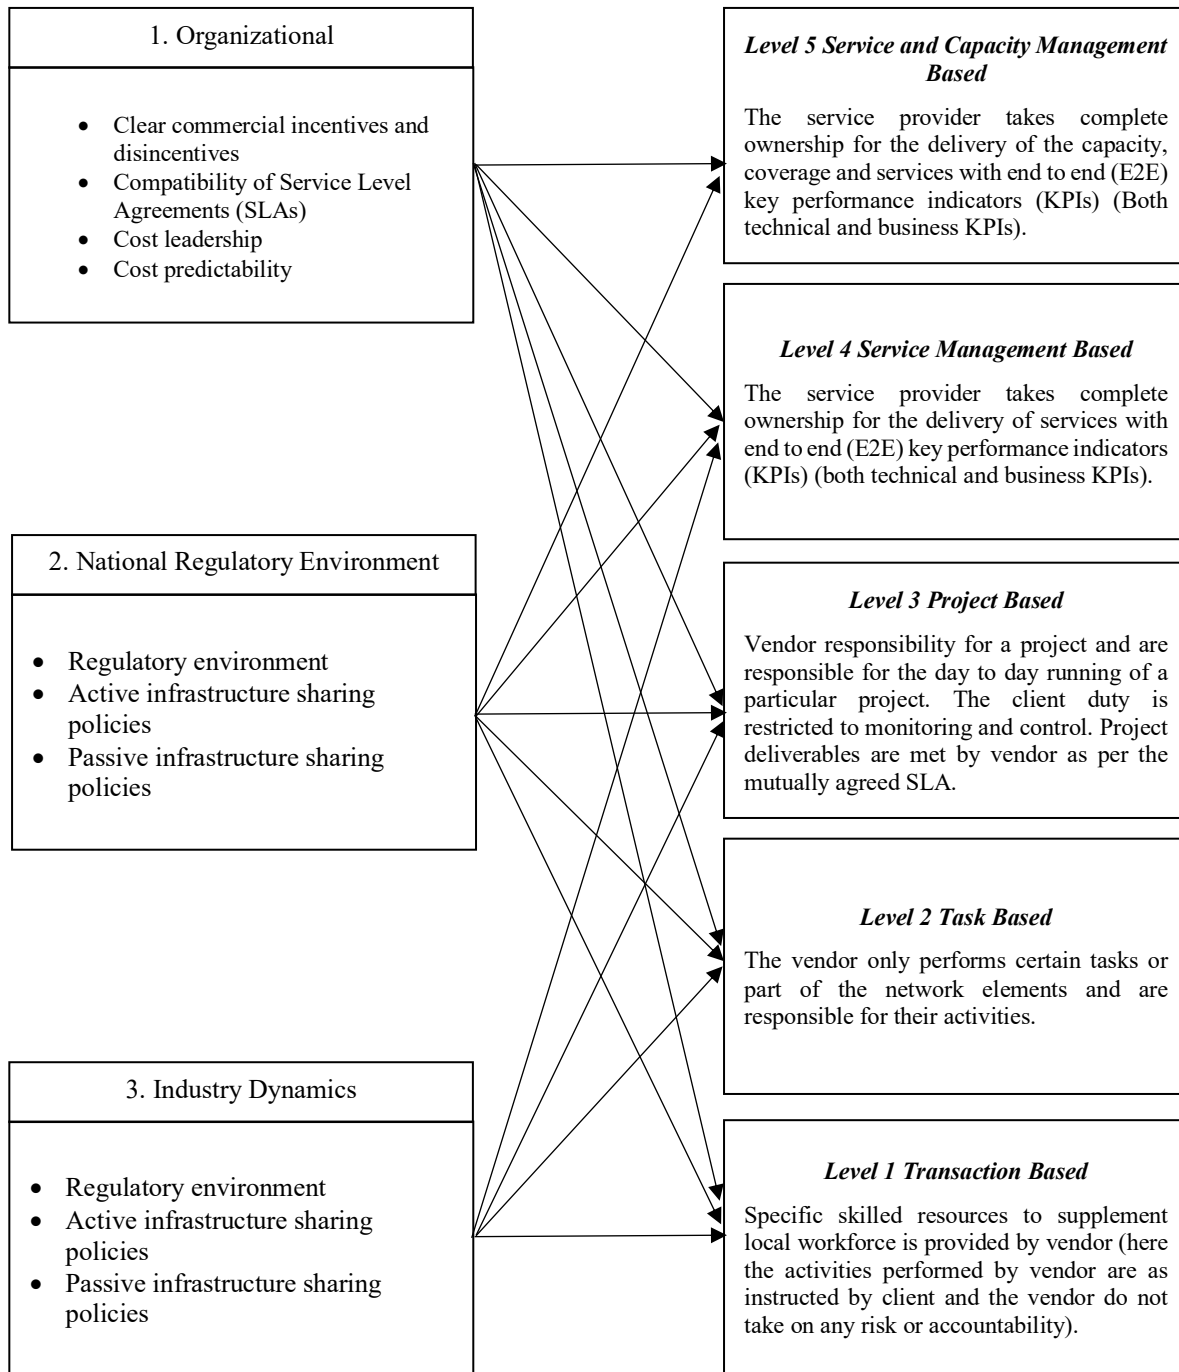 1. Organizational
• Clear commercial incentives and
disincentives
• Compatibility of Service Level
Agreements (SLAs)
• Cost leadership
• Cost predictability
2. National Regulatory Environment
• Regulatory environment
• Active infrastructure sharing
policies
• Passive infrastructure sharing
policies
3. Industry Dynamics
• Regulatory environment
• Active infrastructure sharing
policies
• Passive infrastructure sharing
policies
Level 5 Service and Capacity Management
Based
The service provider takes complete
ownership for the delivery of the capacity,
coverage and services with end to end (E2E)
key performance indicators (KPIs) (Both
technical and business KPIs).
Level 4 Service Management Based
The service provider takes complete
ownership for the delivery of services with
end to end (E2E) key performance indicators
(KPIs) (both technical and business KPIs).
Level 3 Project Based
Vendor responsibility for a project and are
responsible for the day to day running of a
particular project. The client duty is
restricted to monitoring and control. Project
deliverables are met by vendor as per the
mutually agreed SLA.
Level 2 Task Based
The vendor only performs certain tasks or
part of the network elements and are
responsible for their activities.
Level 1 Transaction Based
Specific skilled resources to supplement
local workforce is provided by vendor (here
the activities performed by vendor are as
instructed by client and the vendor do not
take on any risk or accountability).